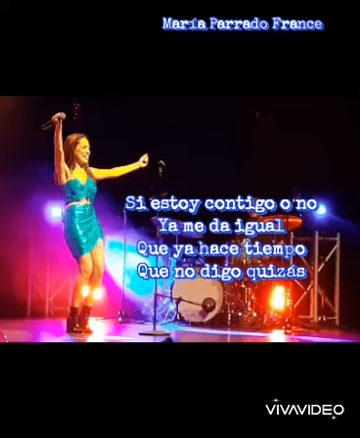 María Parrado France
Si estoy contigo o no
Ya me da igual
Que ya hace tiempo
Que no digo quizás
VIVAVIDEO